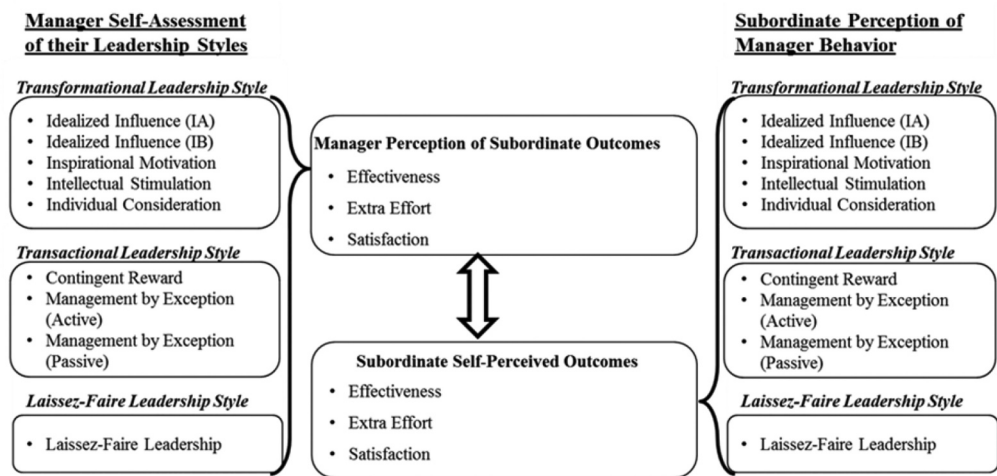 Manager Self-Assessment
of their Leadership Styles
Transformational Leadership Style
• Idealized Influence (IA)
• Idealized Influence (IB)
• Inspirational Motivation
• Intellectual Stimulation
• Individual Consideration
Transactional Leadership Style
• Contingent Reward
• Management by Exception
(Active)
• Management by Exception
(Passive)
Laissez-Faire Leadership Style
• Laissez-Faire Leadership
Manager Perception of Subordinate Outcomes
• Effectiveness
• Extra Effort
• Satisfaction
Subordinate Self-Perceived Outcomes
• Effectiveness
• Extra Effort
• Satisfaction
Subordinate Perception of
Manager Behavior
Transformational Leadership Style
• Idealized Influence (IA)
• Idealized Influence (IB)
• Inspirational Motivation
• Intellectual Stimulation
• Individual Consideration
Transactional Leadership Style
• Contingent Reward
• Management by Exception
(Active)
• Management by Exception
(Passive)
Laissez-Faire Leadership Style
• Laissez-Faire Leadership